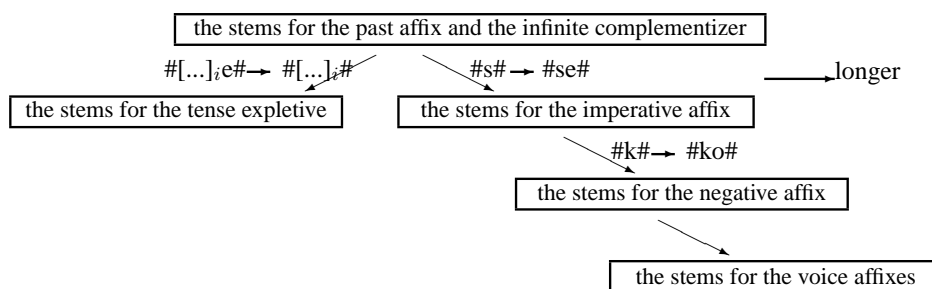 the stems for the past affix and the infinite complementizer
#[...]ᵢe# → #[...]ᵢ#
#s# → #se#
→ longer
the stems for the tense expletive
the stems for the imperative affix
#k# → #ko#
the stems for the negative affix
the stems for the voice affixes